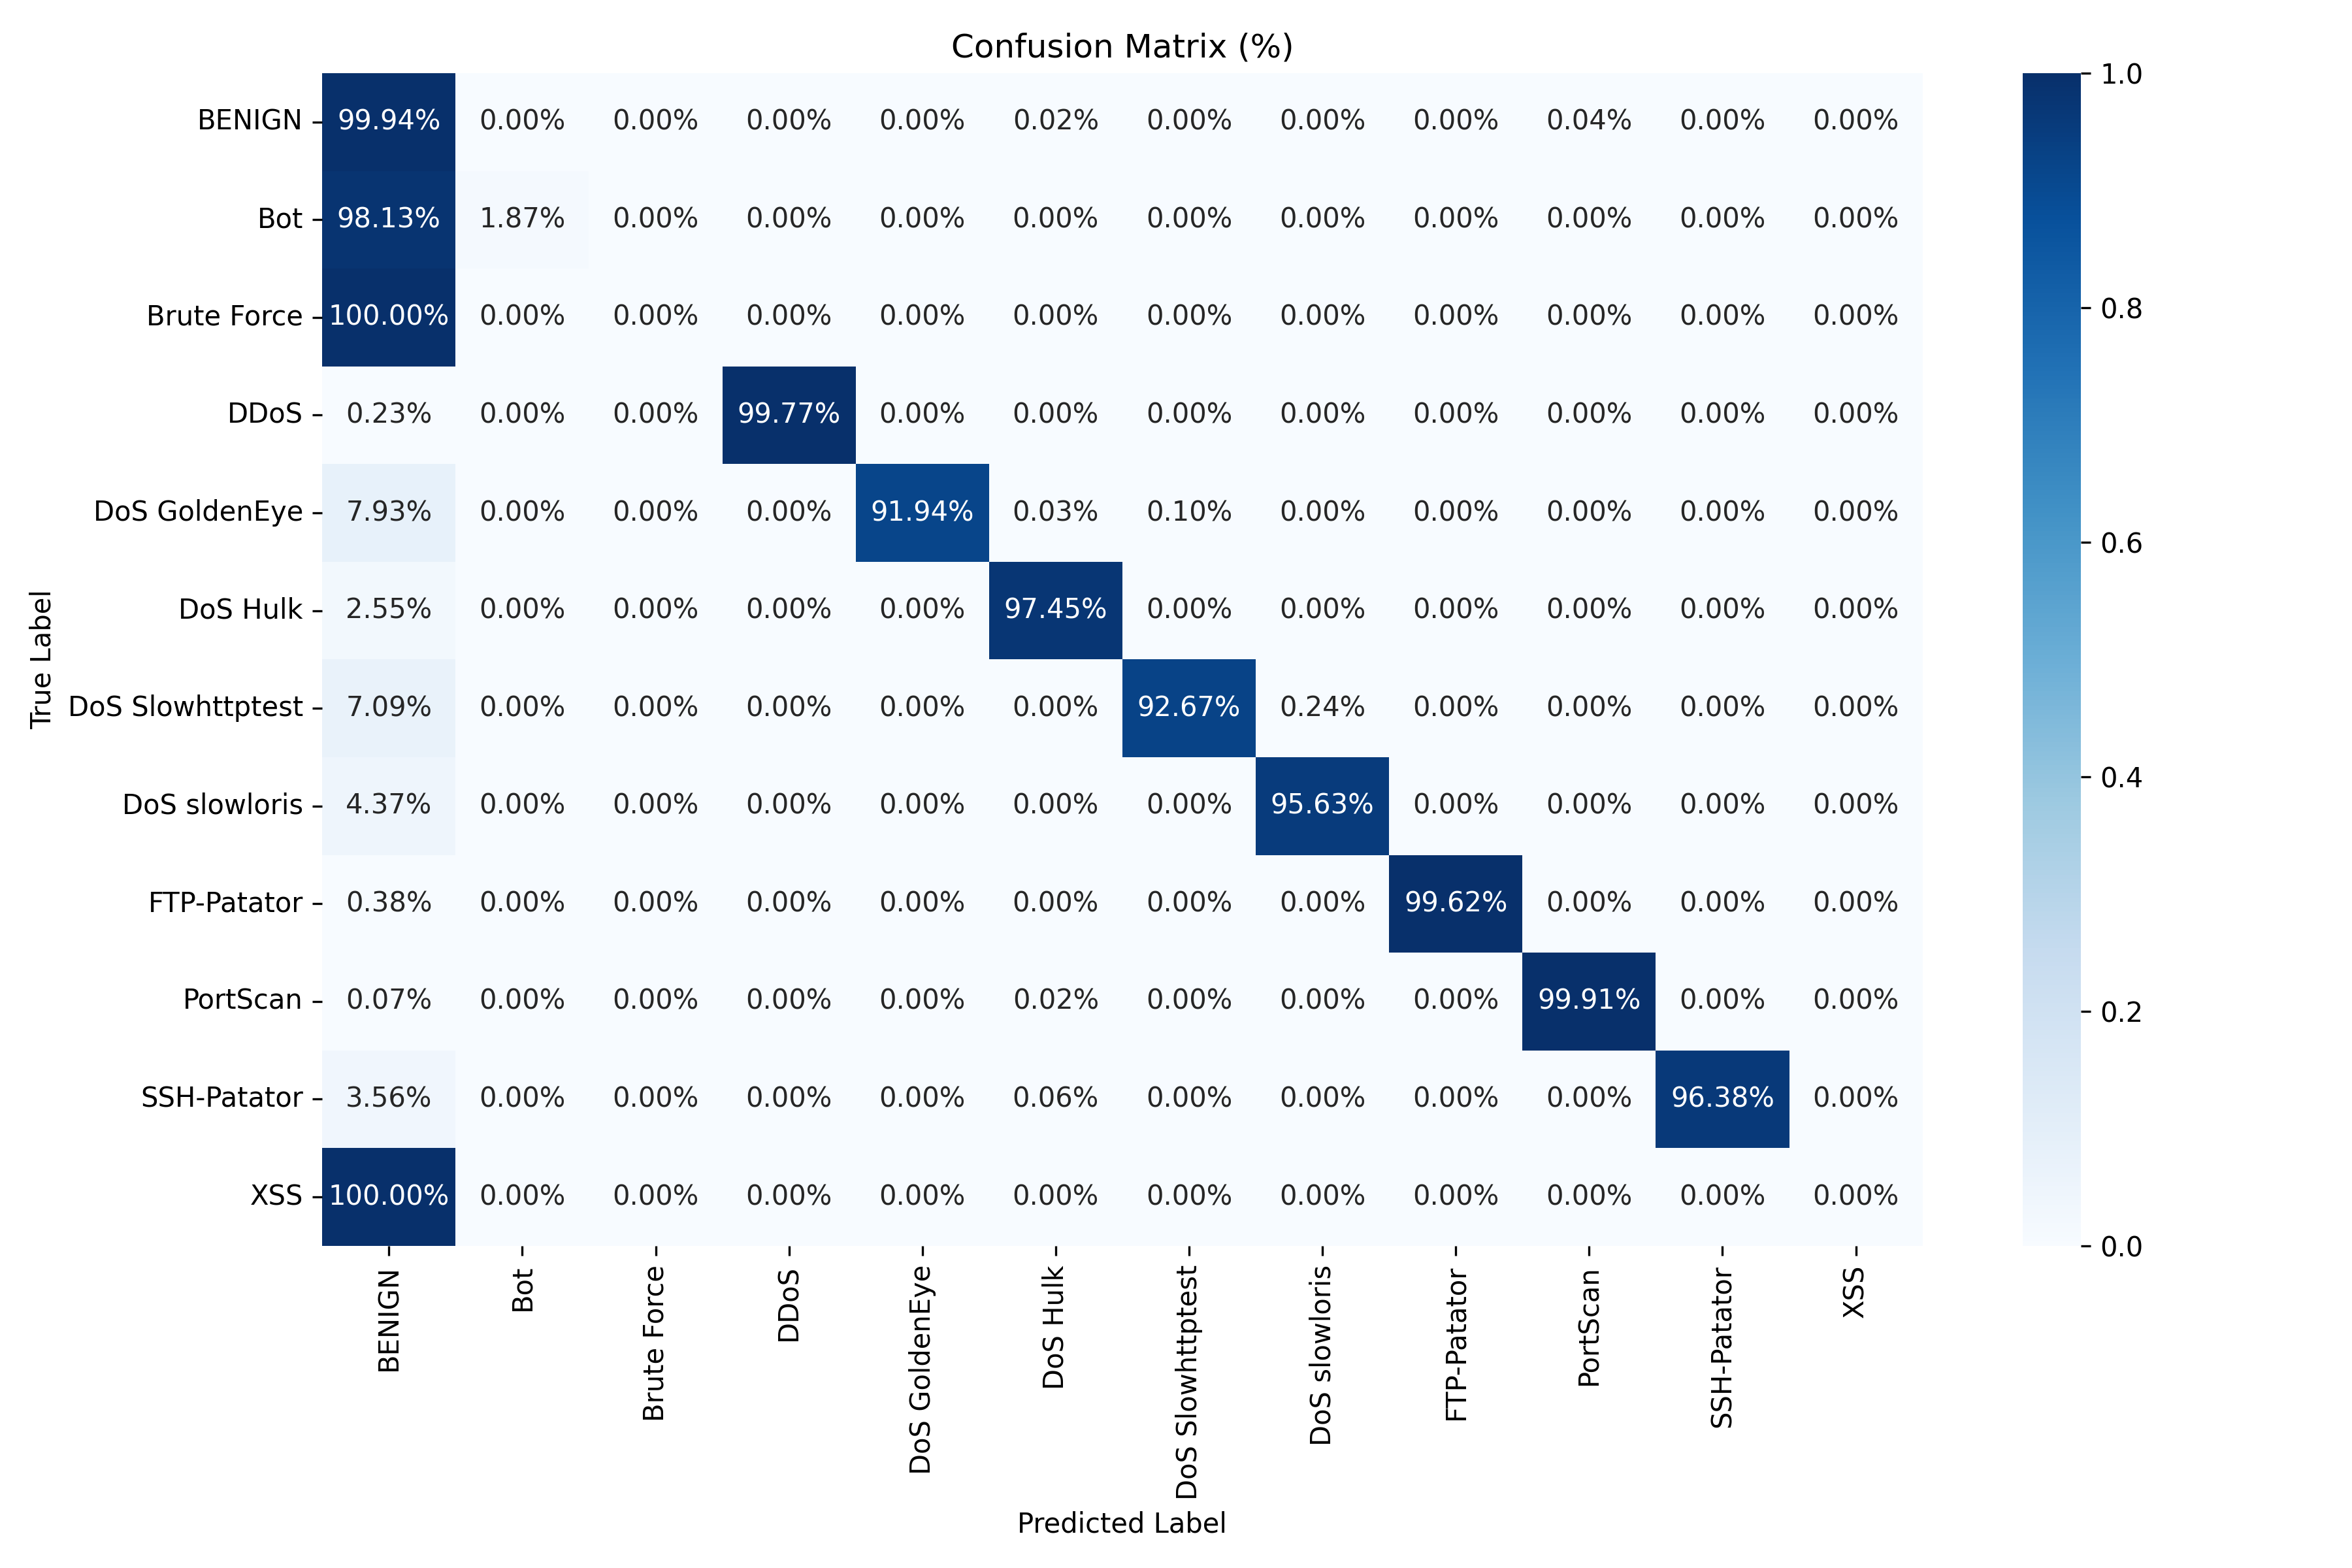 Confusion Matrix (%)
BENIGN 99.94% 0.00% 0.00% 0.00% 0.00% 0.02% 0.00% 0.00% 0.00% 0.04% 0.00% 0.00%
Bot 98.13% 1.87% 0.00% 0.00% 0.00% 0.00% 0.00% 0.00% 0.00% 0.00% 0.00% 0.00%
Brute Force 100.00% 0.00% 0.00% 0.00% 0.00% 0.00% 0.00% 0.00% 0.00% 0.00% 0.00% 0.00%
DDoS 0.23% 0.00% 0.00% 99.77% 0.00% 0.00% 0.00% 0.00% 0.00% 0.00% 0.00% 0.00%
DoS GoldenEye 7.93% 0.00% 0.00% 0.00% 91.94% 0.03% 0.10% 0.00% 0.00% 0.00% 0.00% 0.00%
DoS Hulk 2.55% 0.00% 0.00% 0.00% 0.00% 97.45% 0.00% 0.00% 0.00% 0.00% 0.00% 0.00%
DoS Slowhttptest 7.09% 0.00% 0.00% 0.00% 0.00% 0.00% 92.67% 0.24% 0.00% 0.00% 0.00% 0.00%
DoS slowloris 4.37% 0.00% 0.00% 0.00% 0.00% 0.00% 0.00% 95.63% 0.00% 0.00% 0.00% 0.00%
FTP-Patator 0.38% 0.00% 0.00% 0.00% 0.00% 0.00% 0.00% 0.00% 99.62% 0.00% 0.00% 0.00%
PortScan 0.07% 0.00% 0.00% 0.00% 0.00% 0.02% 0.00% 0.00% 0.00% 99.91% 0.00% 0.00%
SSH-Patator 3.56% 0.00% 0.00% 0.00% 0.00% 0.06% 0.00% 0.00% 0.00% 0.00% 96.38% 0.00%
XSS 100.00% 0.00% 0.00% 0.00% 0.00% 0.00% 0.00% 0.00% 0.00% 0.00% 0.00% 0.00%
True Label
BENIGN
Bot
Brute Force
DDoS
DoS GoldenEye
DoS Hulk
DoS Slowhttptest
DoS slowloris
FTP-Patator
PortScan
SSH-Patator
XSS
Predicted Label
1.0
0.8
0.6
0.4
0.2
0.0